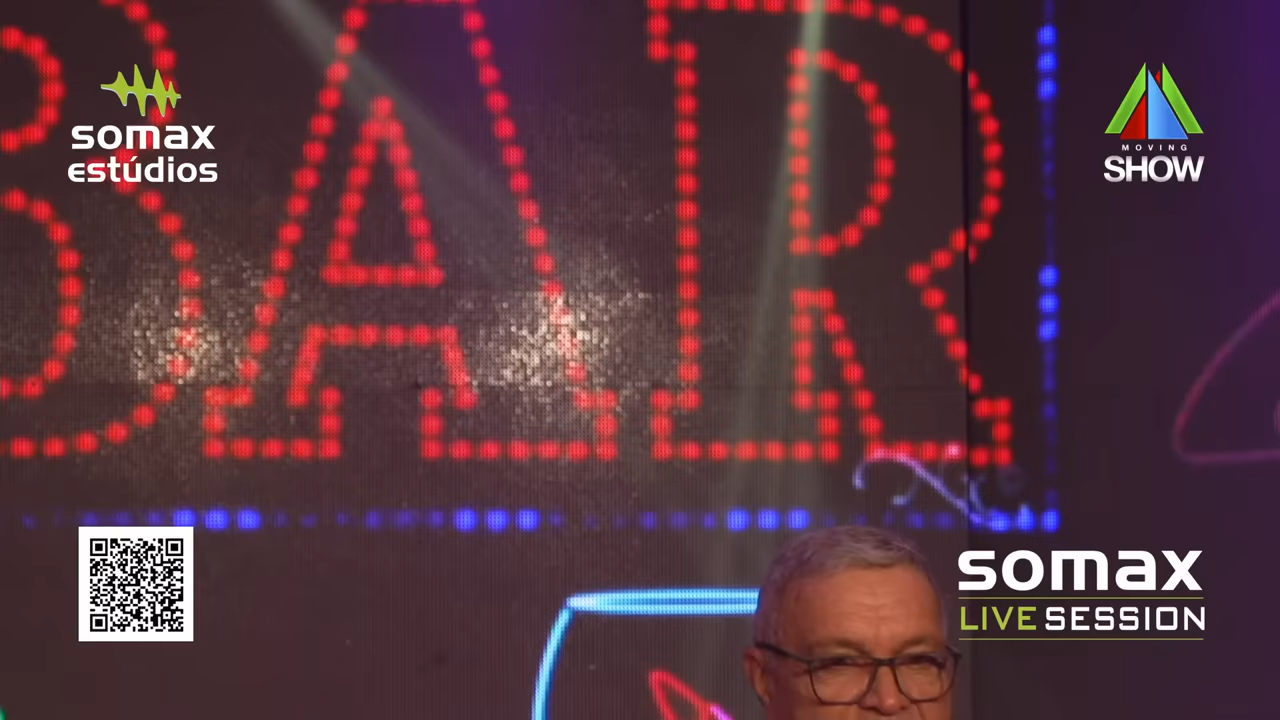 BAR
somax
estúdios
MOVING
SHOW
somax
LIVE SESSION